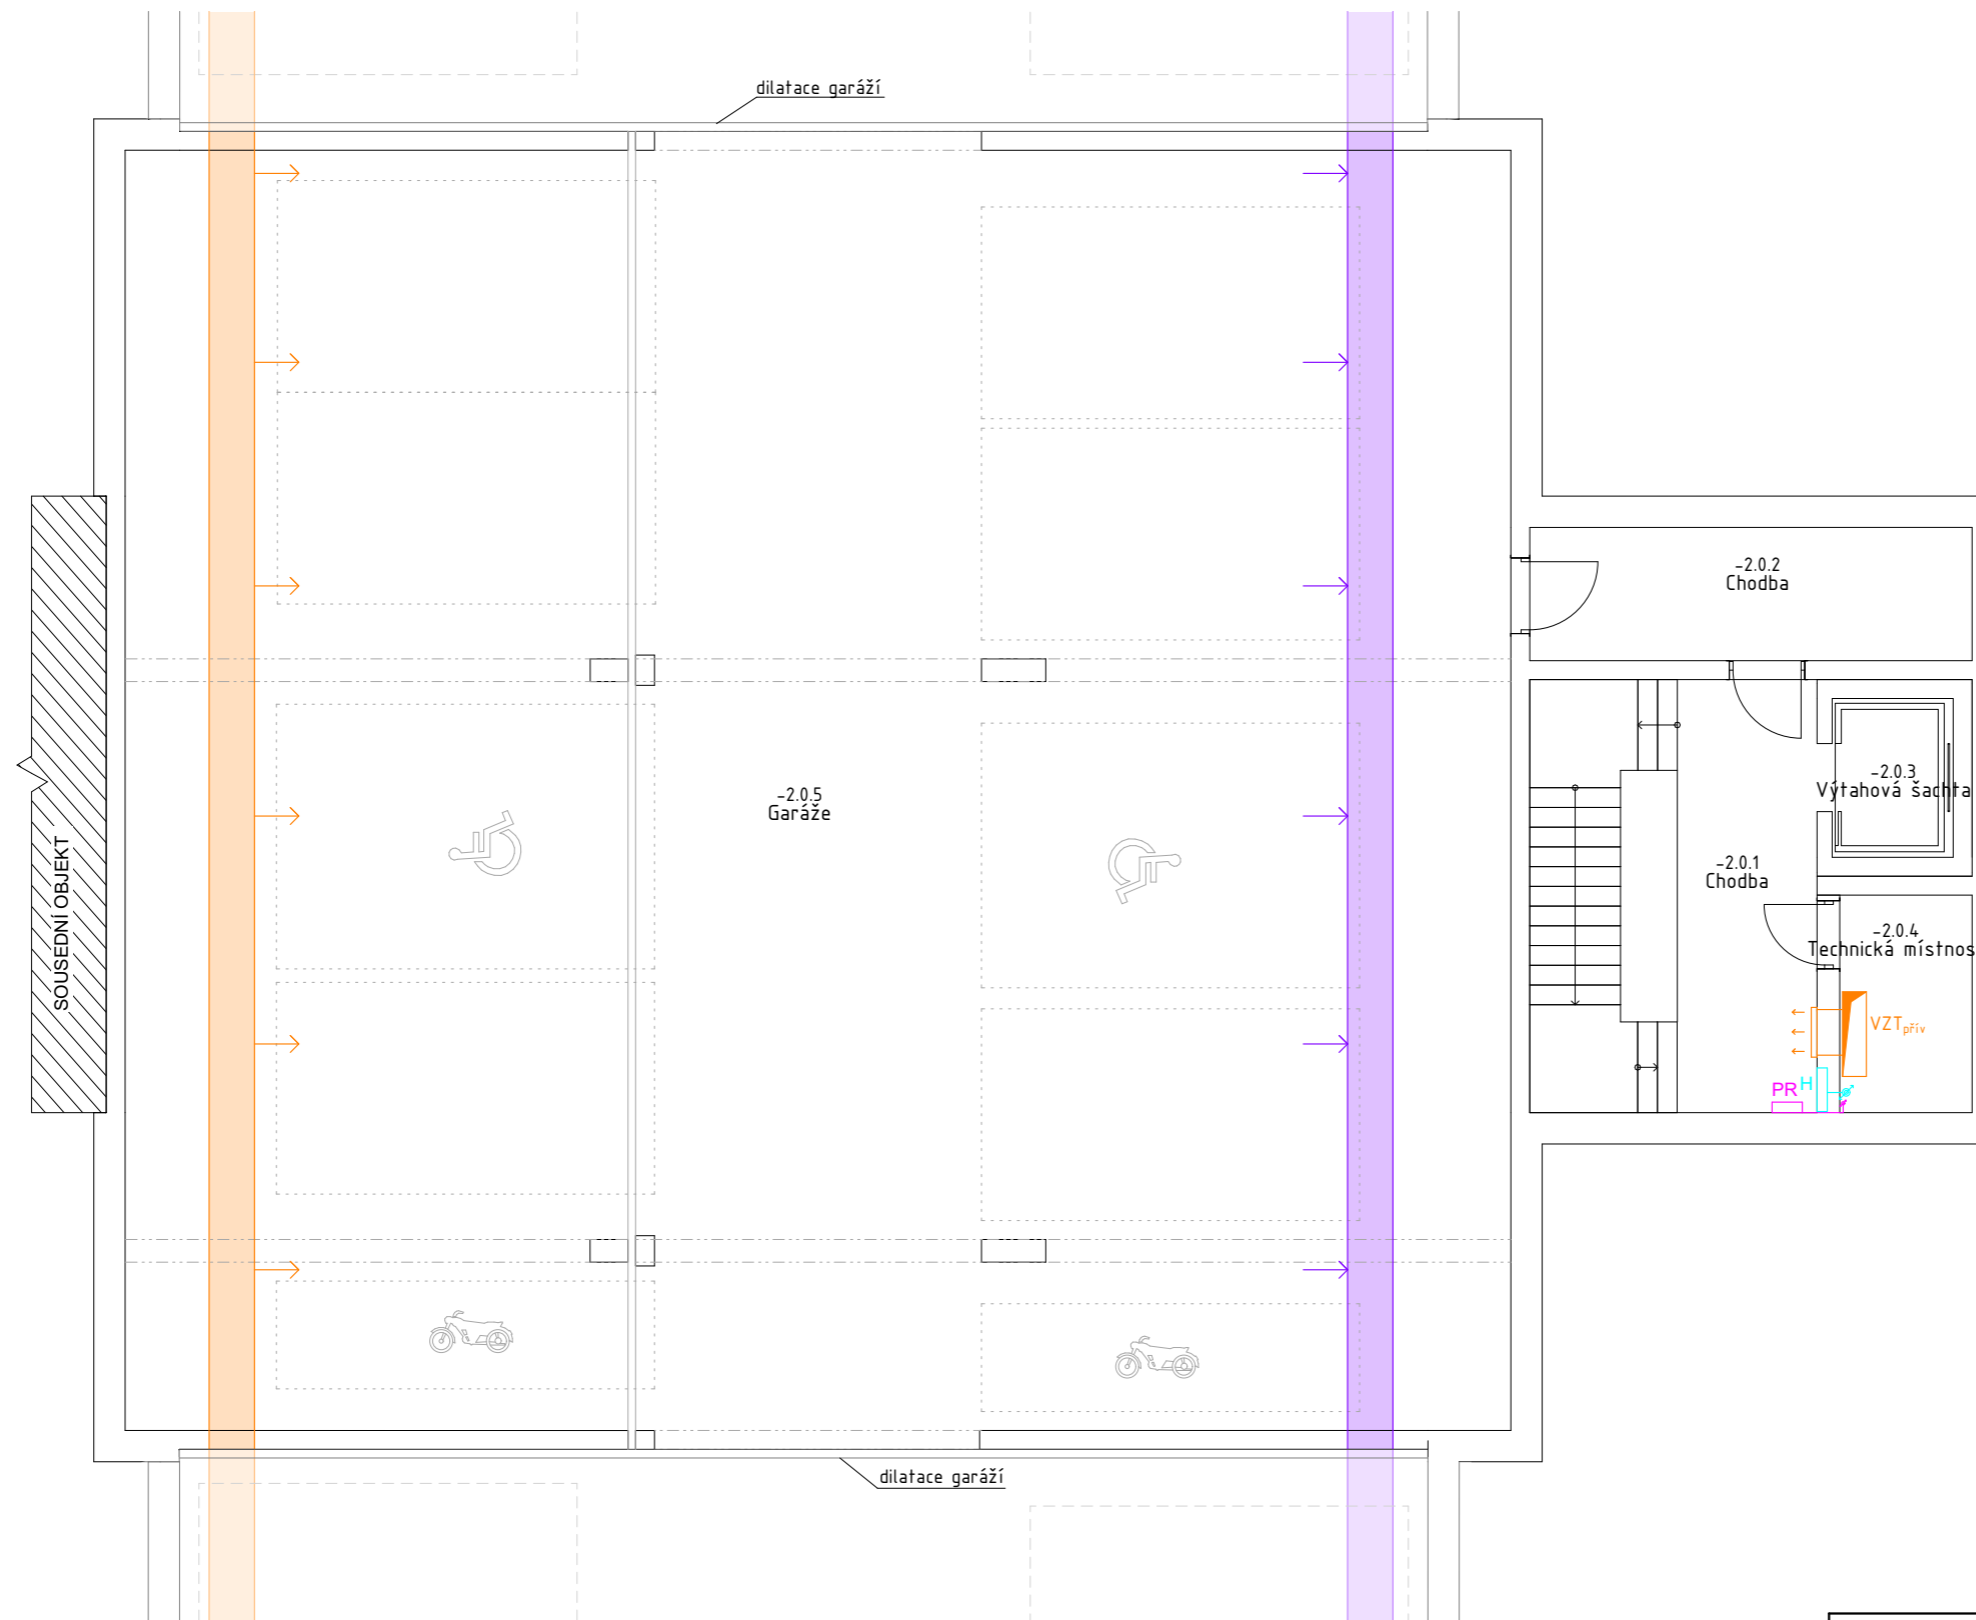 dilatace garáží
-2.0.2
Chodba
-2.0.3
Výtahová šachta
-2.0.5
Garáže
-2.0.1
Chodba
SOUSEDNÍ OBJEKT
-2.0.4
Technická místnos
VZTpřív
PR H
dilatace garáží